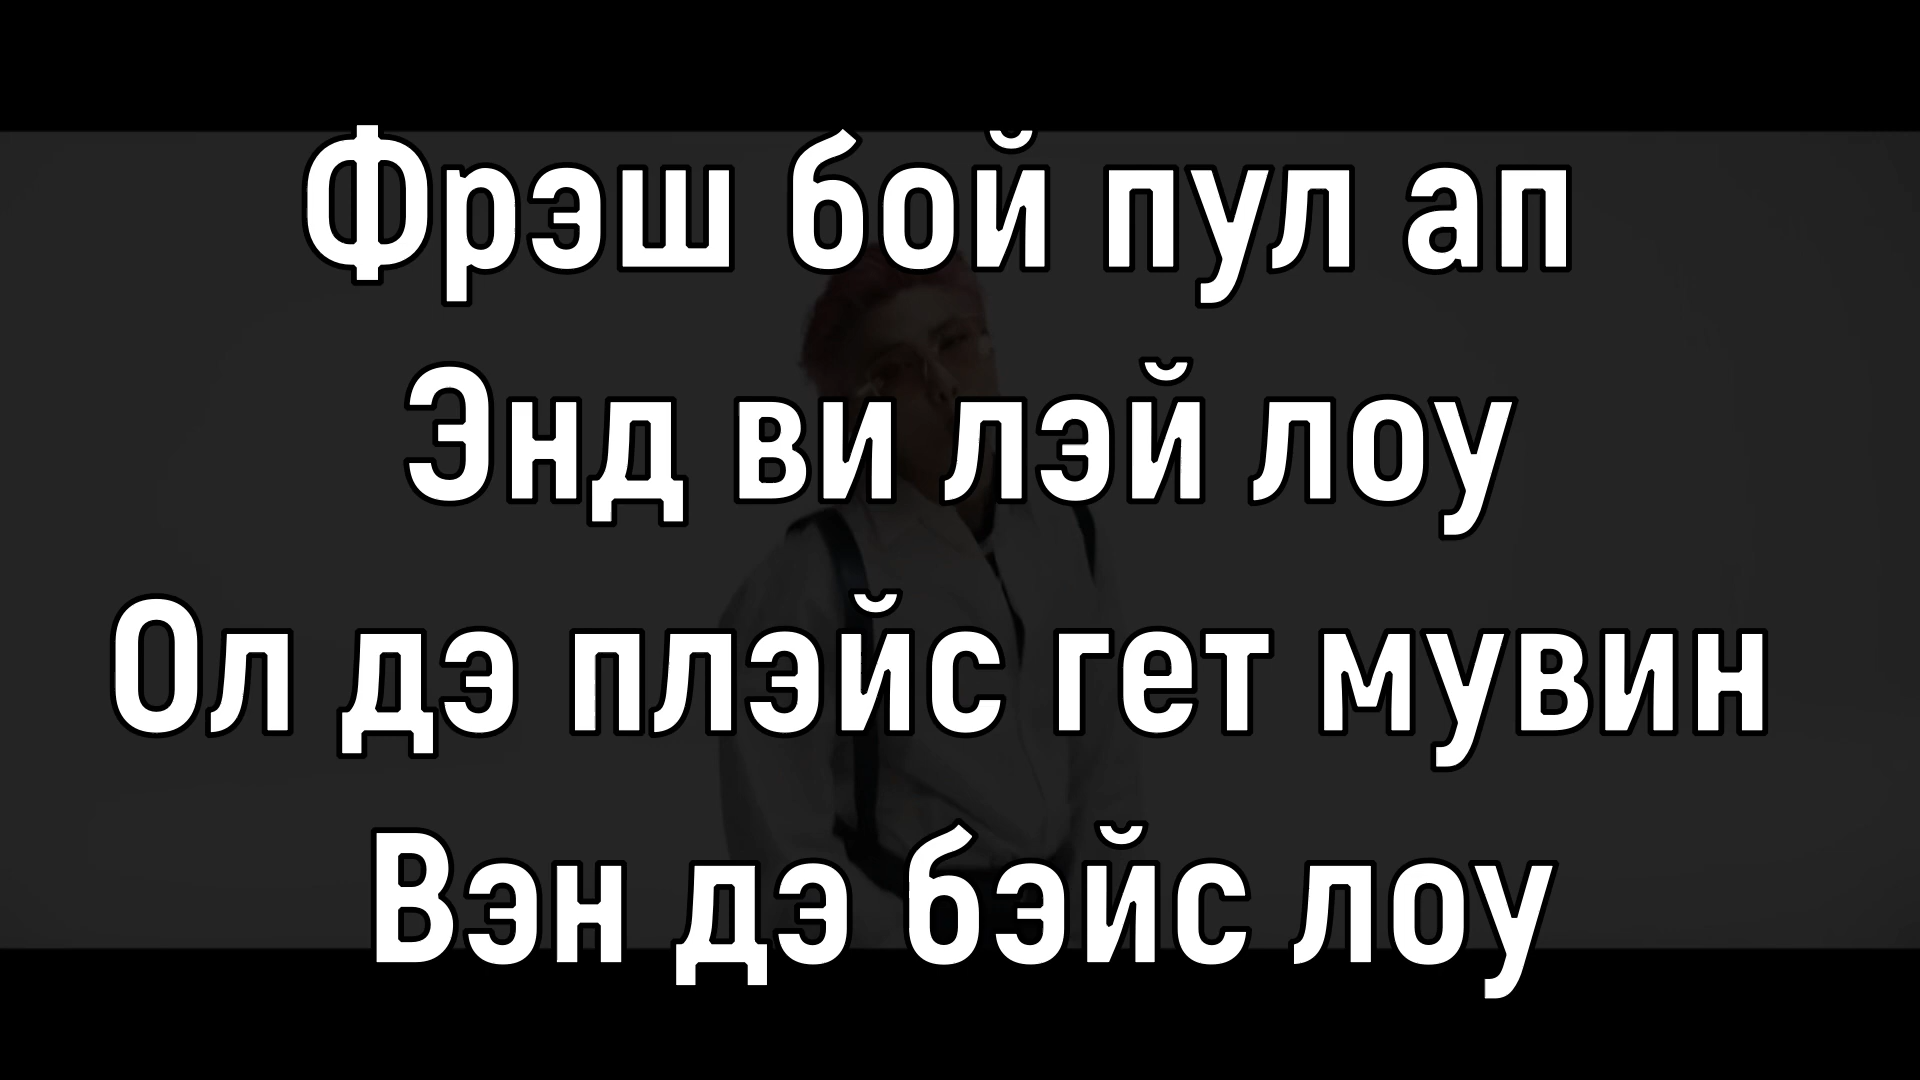 Фрэш бой пул ап
Энд ви лэй лоу
Ол дэ плэйс гет мувин
Вэн дэ бэйс лоу